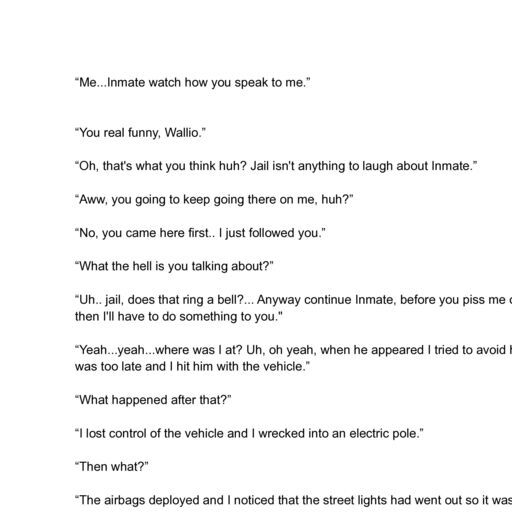 “Me...Inmate watch how you speak to me.”
“You real funny, Wallio.”
“Oh, that's what you think huh? Jail isn't anything to laugh about Inmate.”
“Aww, you going to keep going there on me, huh?”
“No, you came here first.. I just followed you.”
“What the hell is you talking about?”
“Uh.. jail, does that ring a bell?... Anyway continue Inmate, before you piss me
then I'll have to do something to you."
“Yeah...yeah...where was I at? Uh, oh yeah, when he appeared I tried to avoid
was too late and I hit him with the vehicle.”
“What happened after that?”
“I lost control of the vehicle and I wrecked into an electric pole.”
“Then what?”
“The airbags deployed and I noticed that the street lights had went out so it was